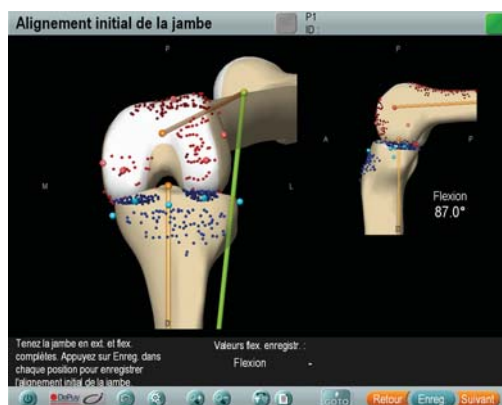 Alignement initial de la jambe
P1
ID :
P
P
A
P
M
L
Flexion
87.0°
D
D
Tenez la jambe en ext. et flex.
complètes. Appuyez sur Enreg. dans
chaque position pour enregistrer
l'alignement initial de la jambe.
Valeurs flex. enregistr. :
Flexion -
DePuy
GOTO
Retour
Enreg
Suivant